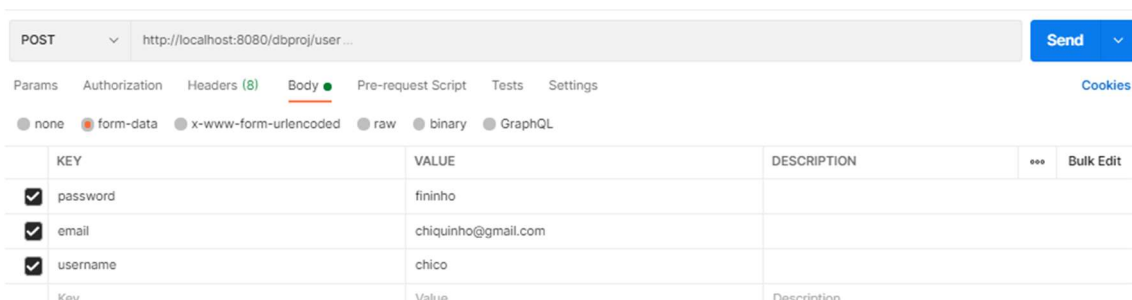 POST http://localhost:8080/dbproj/user ... Send
Params Authorization Headers (8) Body Pre-request Script Tests Settings Cookies
none form-data x-www-form-urlencoded raw binary GraphQL
KEY VALUE DESCRIPTION ooo Bulk Edit
password fininho
email chiquinho@gmail.com
username chico
Key Value Description